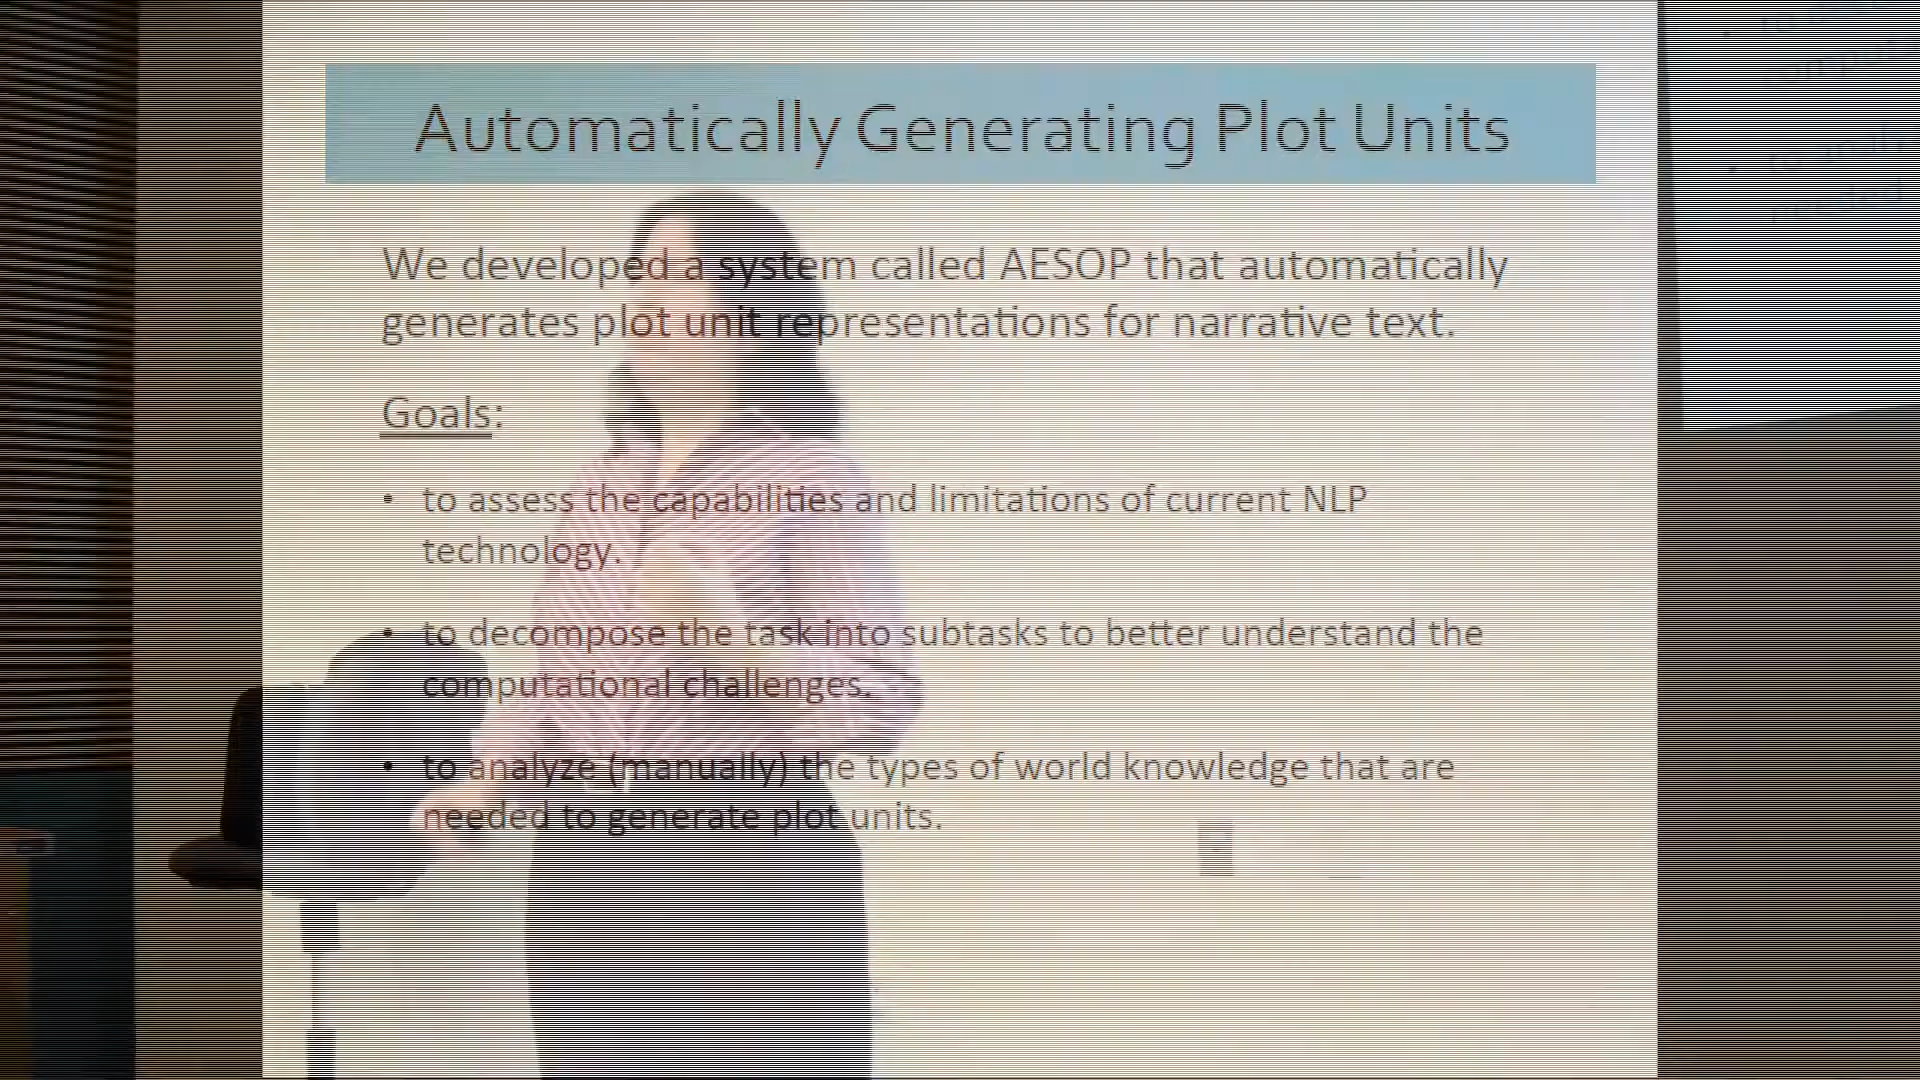 Automatically Generating Plot Units
We developed a system called AESOP that automatically
generates plot unit representations for narrative text.
Goals:
• to assess the capabilities and limitations of current NLP
technology.
• to decompose the task into subtasks to better understand the
computational challenges.
• to analyze (manually) the types of world knowledge that are
needed to generate plot units.